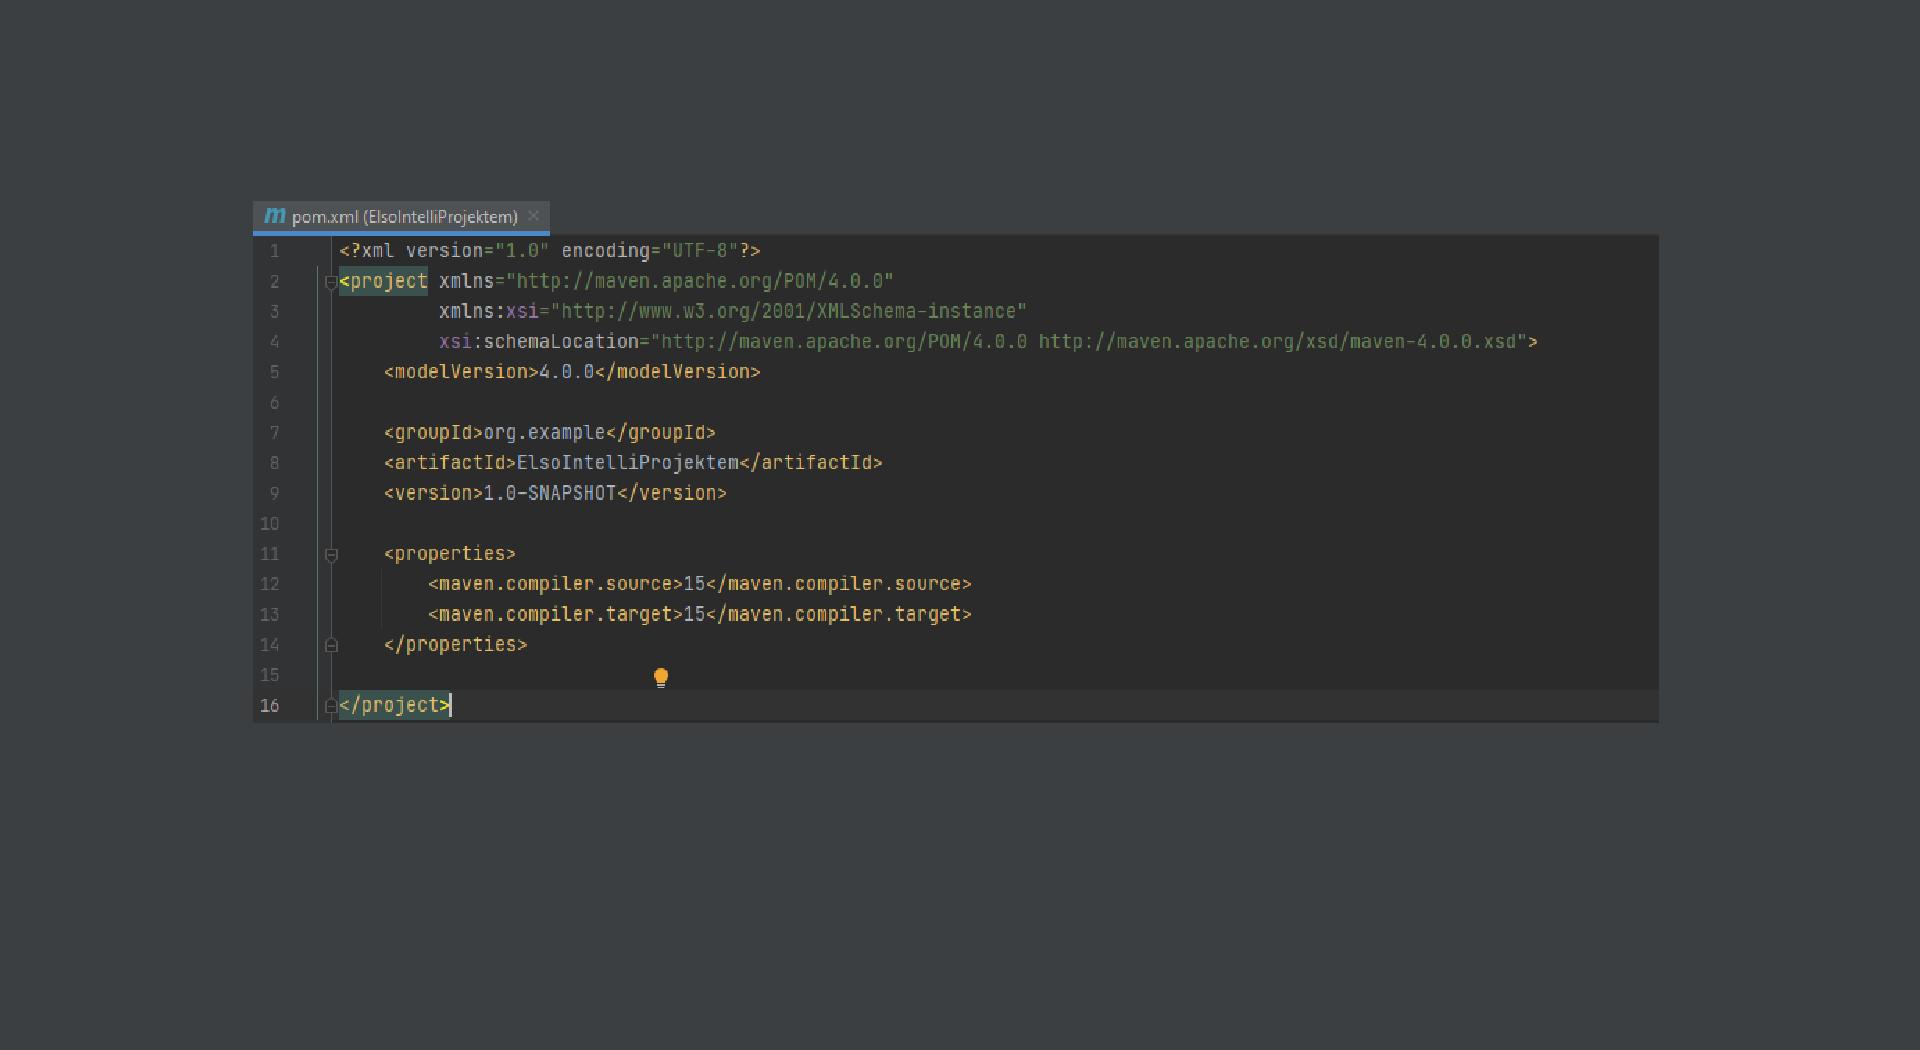 m pom.xml (ElsoIntelliProjektem) ×
1 <?xml version="1.0" encoding="UTF-8"?>
2 <project xmlns="http://maven.apache.org/POM/4.0.0"
3 xmlns:xsi="http://www.w3.org/2001/XMLSchema-instance"
4 xsi:schemaLocation="http://maven.apache.org/POM/4.0.0 http://maven.apache.org/xsd/maven-4.0.0.xsd">
5 <modelVersion>4.0.0</modelVersion>
6
7 <groupId>org.example</groupId>
8 <artifactId>ElsoIntelliProjektem</artifactId>
9 <version>1.0-SNAPSHOT</version>
10
11 <properties>
12 <maven.compiler.source>15</maven.compiler.source>
13 <maven.compiler.target>15</maven.compiler.target>
14 </properties>
15
16 </project>